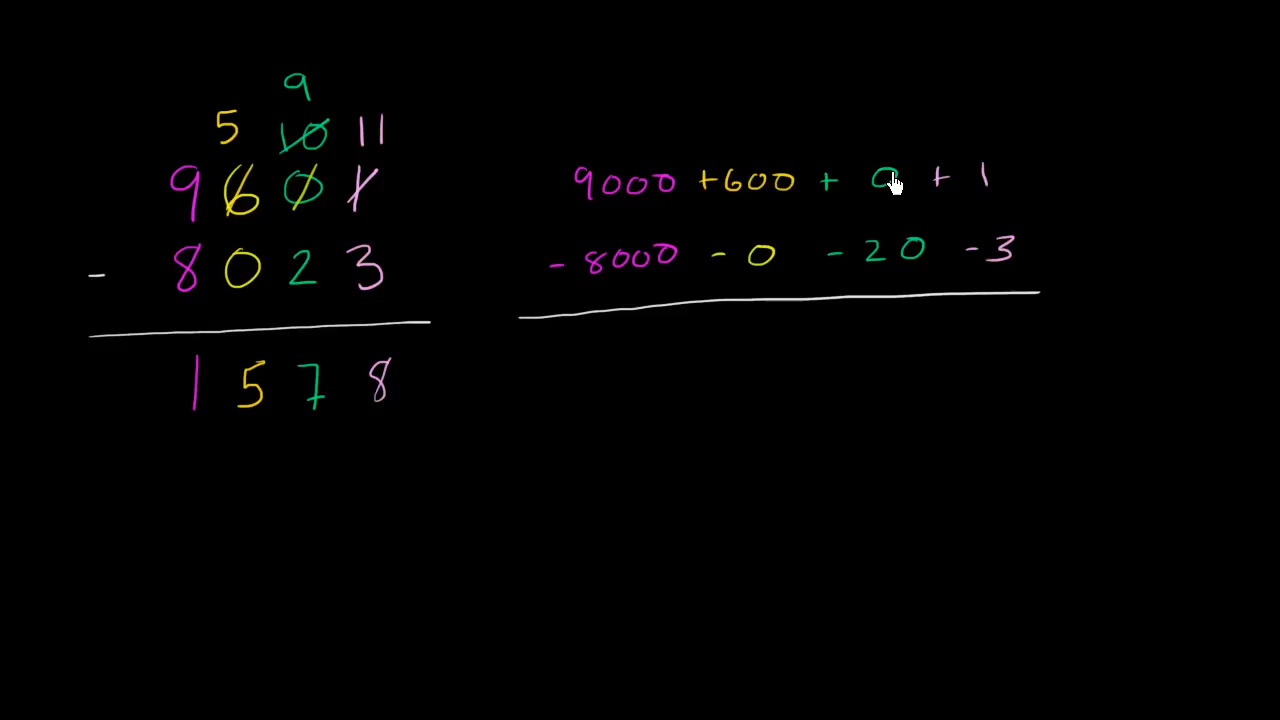 9
5 10 11
9 6 0 1
- 8 0 2 3
1 5 7 8
9000 + 600 + 0 + 1
- 8000 - 0 - 20 - 3